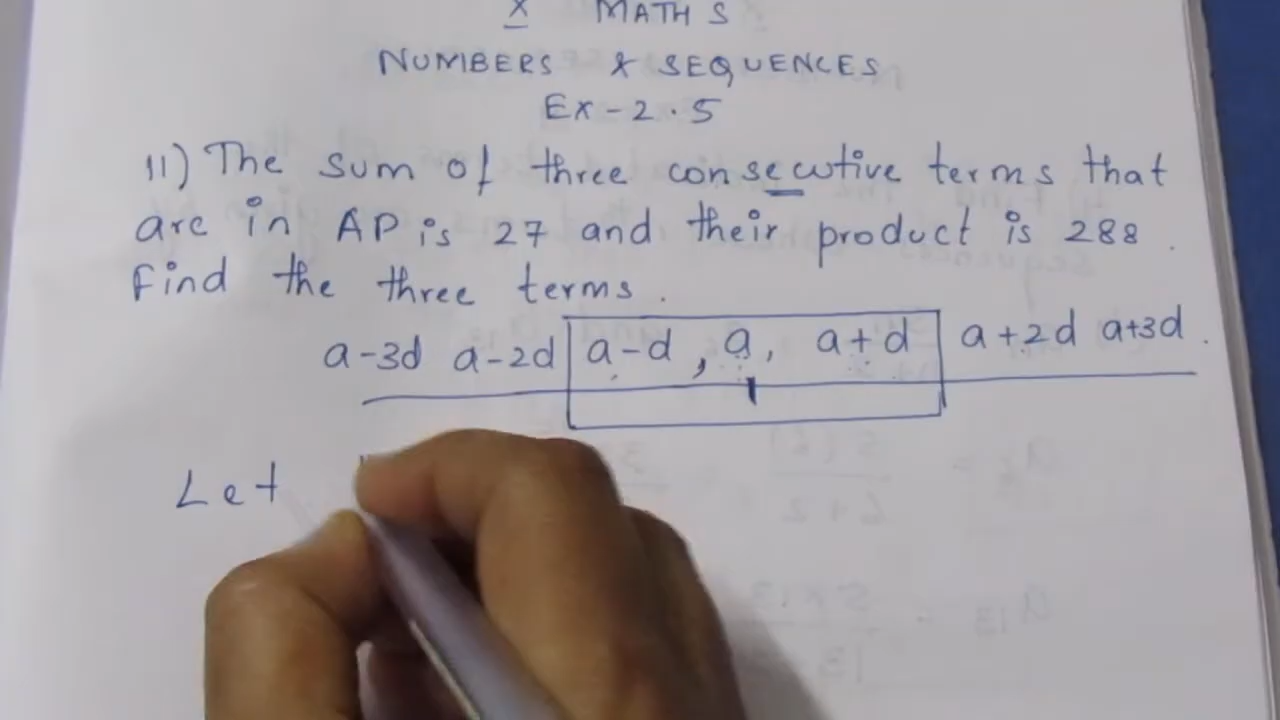 X MATHS
NUMBERS & SEQUENCES
Ex-2.5
11) The sum of three consecutive terms that
are in AP is 27 and their product is 288.
Find the three terms.
a-3d a-2d a-d, a, a+d a+2d a+3d.
Let